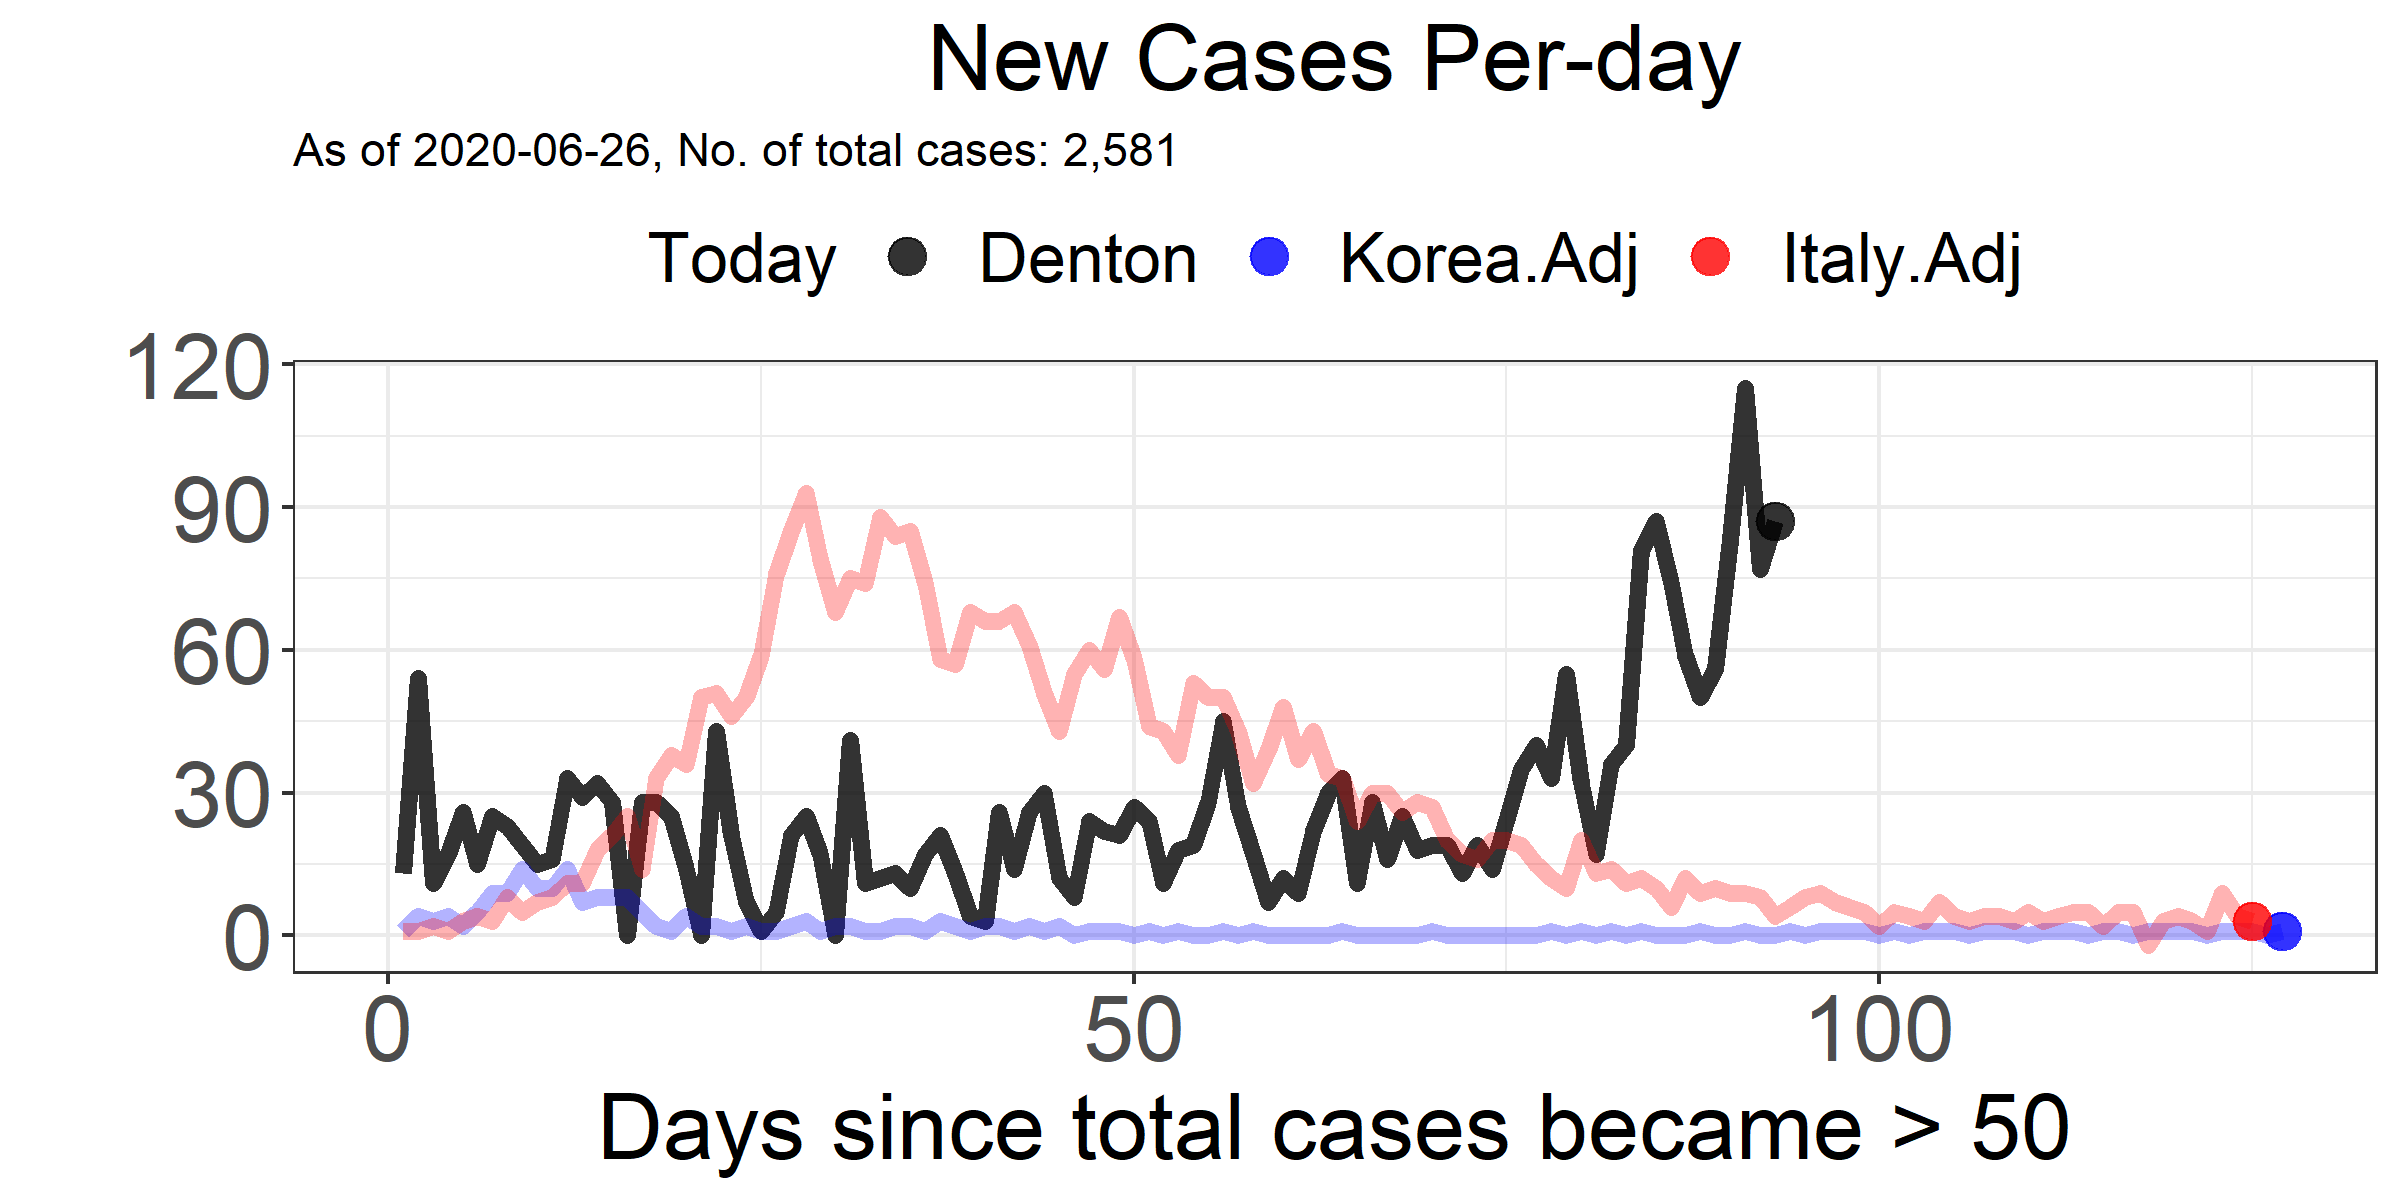 New Cases Per-day
As of 2020-06-26, No. of total cases: 2,581
Today Denton Korea.Adj Italy.Adj
120
90
60
30
0
0 50 100
Days since total cases became > 50